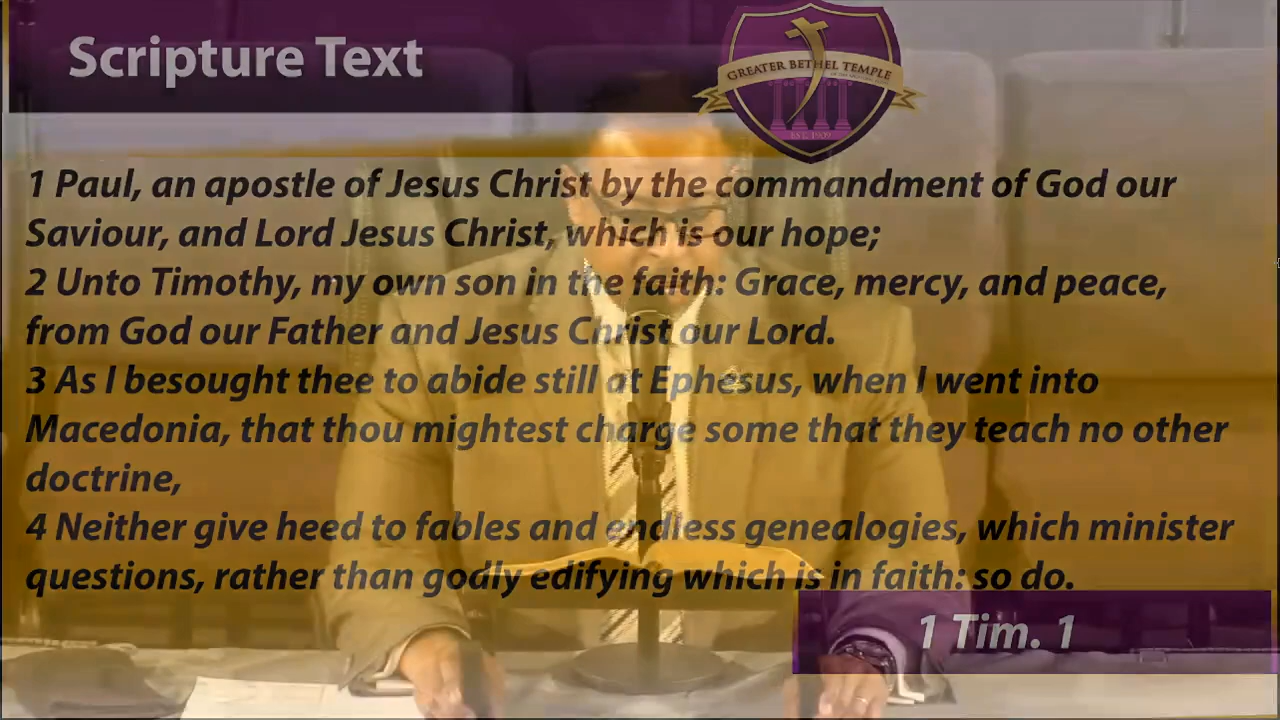 Scripture Text
GREATER BETHEL TEMPLE
EST. 1909
1 Paul, an apostle of Jesus Christ by the commandment of God our
Saviour, and Lord Jesus Christ, which is our hope;
2 Unto Timothy, my own son in the faith: Grace, mercy, and peace,
from God our Father and Jesus Christ our Lord.
3 As I besought thee to abide still at Ephesus, when I went into
Macedonia, that thou mightest charge some that they teach no other
doctrine,
4 Neither give heed to fables and endless genealogies, which minister
questions, rather than godly edifying which is in faith: so do.
1 Tim. 1